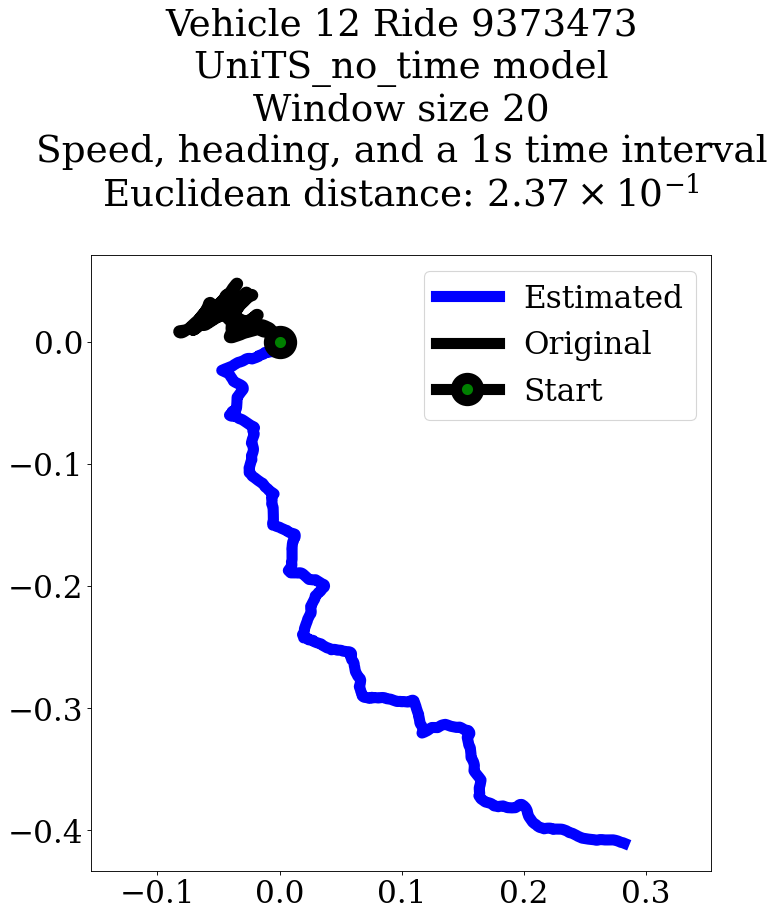 Vehicle 12 Ride 9373473
UniTS_no_time model
Window size 20
Speed, heading, and a 1s time interval
Euclidean distance: 2.37 × 10⁻¹
Estimated
Original
Start
0.0
−0.1
−0.2
−0.3
−0.4
−0.1 0.0 0.1 0.2 0.3